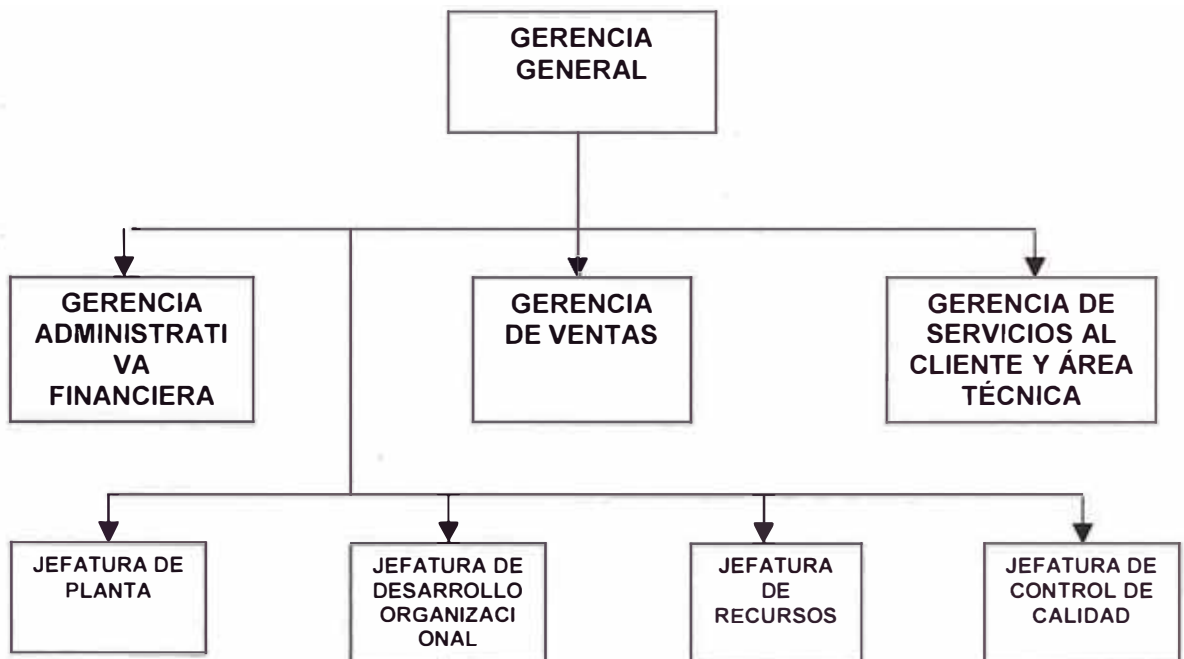 GERENCIA
GENERAL
GERENCIA
ADMINISTRATI
VA
FINANCIERA
GERENCIA
DE VENTAS
GERENCIA DE
SERVICIOS AL
CLIENTE Y ÁREA
TÉCNICA
JEFATURA DE
PLANTA
JEFATURA DE
DESARROLLO
ORGANIZACI
ONAL
JEFATURA
DE
RECURSOS
JEFATURA DE
CONTROL DE
CALIDAD